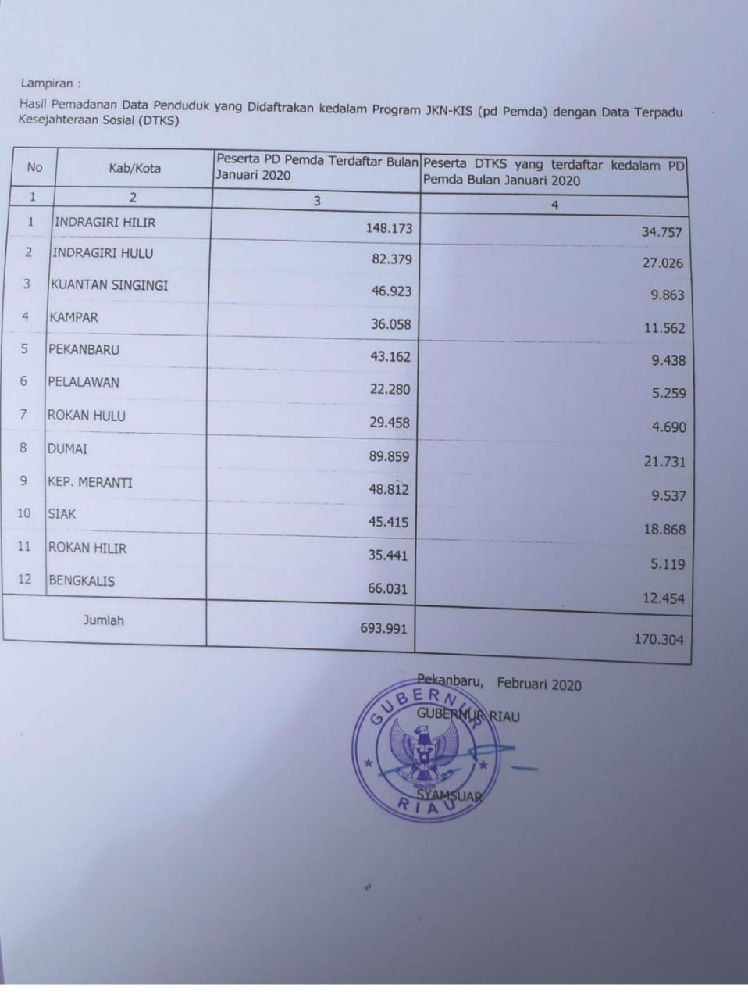 Lampiran :
Hasil Pemadanan Data Penduduk yang Didaftrakan kedalam Program JKN-KIS (pd Pemda) dengan Data Terpadu
Kesejahteraan Sosial (DTKS)
No Kab/Kota Peserta PD Pemda Terdaftar Bulan Januari 2020 Peserta DTKS yang terdaftar kedalam PD Pemda Bulan Januari 2020
1 2 3 4
1 INDRAGIRI HILIR 148.173 34.757
2 INDRAGIRI HULU 82.379 27.026
3 KUANTAN SINGINGI 46.923 9.863
4 KAMPAR 36.058 11.562
5 PEKANBARU 43.162 9.438
6 PELALAWAN 22.280 5.259
7 ROKAN HULU 29.458 4.690
8 DUMAI 89.859 21.731
9 KEP. MERANTI 48.812 9.537
10 SIAK 45.415 18.868
11 ROKAN HILIR 35.441 5.119
12 BENGKALIS 66.031 12.454
Jumlah 693.991 170.304
Pekanbaru, Februari 2020
GUBERNUR RIAU
SYAMSUAR
GUBERNUR
RIAU